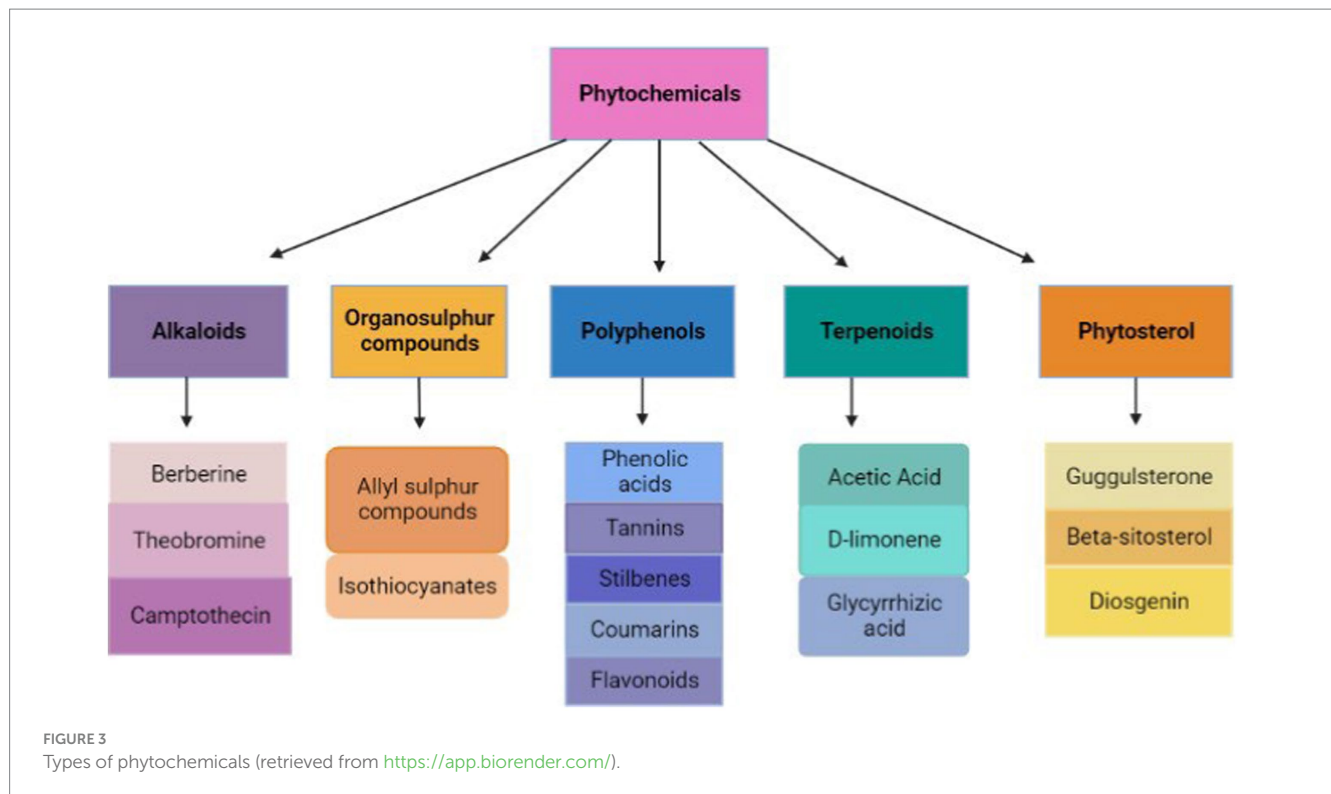 Phytochemicals
Alkaloids
Organosulphur
compounds
Polyphenols
Terpenoids
Phytosterol
Berberine
Theobromine
Camptothecin
Allyl sulphur
compounds
Isothiocyanates
Phenolic
acids
Tannins
Stilbenes
Coumarins
Flavonoids
Acetic Acid
D-limonene
Glycyrrhizic
acid
Guggulsterone
Beta-sitosterol
Diosgenin
FIGURE 3
Types of phytochemicals (retrieved from https://app.biorender.com/).